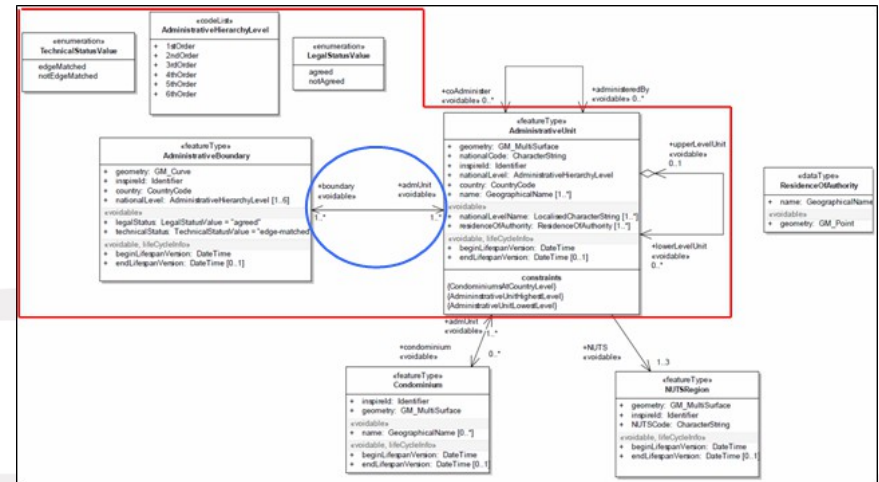 «enumeration»
TechnicalStatusValue
edgeMatched
notEdgeMatched
«codeList»
AdministrativeHierarchyLevel
+ 1stOrder
+ 2ndOrder
+ 3rdOrder
+ 4thOrder
+ 5thOrder
+ 6thOrder
«enumeration»
LegalStatusValue
agreed
notAgreed
+coAdminister
«voidable» 0..*
+administeredBy
«voidable» 0..*
«featureType»
AdministrativeBoundary
+ geometry: GM_Curve
+ inspireId: Identifier
+ country: CountryCode
+ nationalLevel: AdministrativeHierarchyLevel [1..6]
«voidable»
+ legalStatus: LegalStatusValue = "agreed"
+ technicalStatus: TechnicalStatusValue = "edge-matched
«voidable, lifeCycleInfo»
+ beginLifespanVersion: DateTime
+ endLifespanVersion: DateTime [0..1]
+boundary
«voidable»
1..*
+admUnit
«voidable»
1..*
«featureType»
AdministrativeUnit
+ geometry: GM_MultiSurface
+ nationalCode: CharacterString
+ inspireId: Identifier
+ nationalLevel: AdministrativeHierarchyLevel
+ country: CountryCode
+ name: GeographicalName [1..*]
«voidable»
+ nationalLevelName: LocalisedCharacterString [1..*]
+ residenceOfAuthority: ResidenceOfAuthority [1..*]
«voidable, lifeCycleInfo»
+ beginLifespanVersion: DateTime
+ endLifespanVersion: DateTime [0..1]
constraints
{CondominiumsAtCountryLevel}
{AdmininstrativeUnitHighestLevel}
{AdministrativeUnitLowestLevel}
+upperLevelUnit
«voidable»
0..1
+lowerLevelUnit
«voidable»
0..*
«dataType»
ResidenceOfAuthority
+ name: GeographicalName
«voidable»
+ geometry: GM_Point
+admUnit
«voidable» 1..*
+condominium
«voidable»
0..*
+NUTS
«voidable»
1..3
«featureType»
Condominium
+ inspireId: Identifier
+ geometry: GM_MultiSurface
«voidable»
+ name: GeographicalName [0..*]
«voidable, lifeCycleInfo»
+ beginLifespanVersion: DateTime
+ endLifespanVersion: DateTime [0..1]
«featureType»
NUTSRegion
+ geometry: GM_MultiSurface
+ inspireId: Identifier
+ NUTSCode: CharacterString
«voidable, lifeCycleInfo»
+ beginLifespanVersion: DateTime
+ endLifespanVersion: DateTime [0..1]